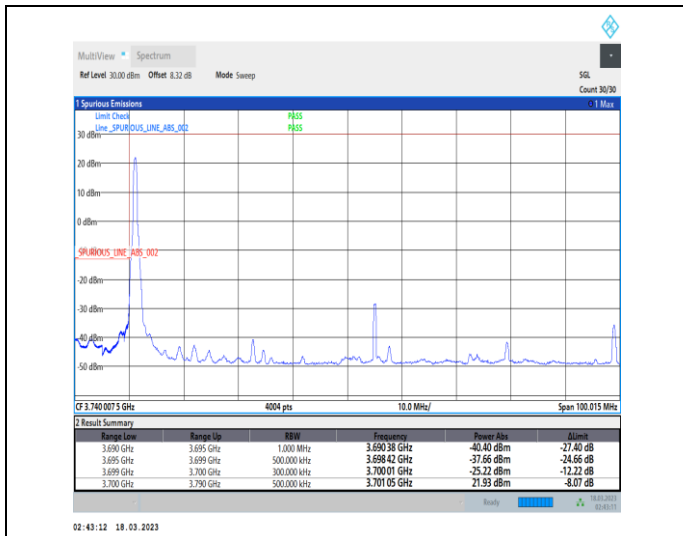 MultiView Spectrum
Ref Level 30.00 dBm Offset 8.32 dB Mode Sweep SGL
Count 30/30
1 Spurious Emissions 1 Max
Limit Check PASS
Line _SPURIOUS_LINE_ABS_002 PASS
30 dBm
20 dBm
10 dBm
0 dBm
_SPURIOUS_LINE_ABS_002
-20 dBm
-30 dBm
-40 dBm
-50 dBm
CF 3.740 007 5 GHz 4004 pts 10.0 MHz/ Span 100.015 MHz
2 Result Summary
Range Low Range Up RBW Frequency Power Abs ΔLimit
3.690 GHz 3.695 GHz 1.000 MHz 3.690 38 GHz -40.40 dBm -27.40 dB
3.695 GHz 3.699 GHz 500.000 kHz 3.698 42 GHz -37.66 dBm -24.66 dB
3.699 GHz 3.700 GHz 300.000 kHz 3.700 01 GHz -25.22 dBm -12.22 dB
3.700 GHz 3.790 GHz 500.000 kHz 3.701 05 GHz 21.93 dBm -8.07 dB
Ready 18.03.2023
02:43:11
02:43:12 18.03.2023